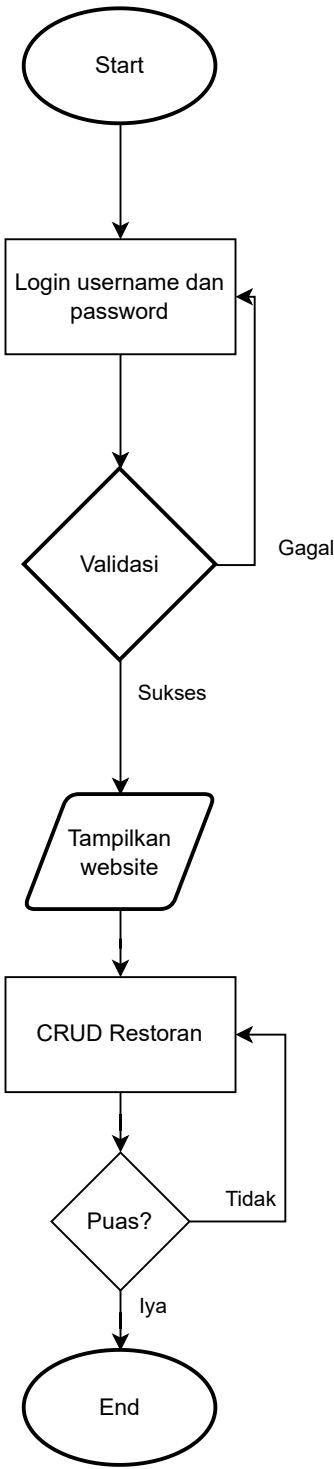 Start
Login username dan
password
Validasi
Gagal
Sukses
Tampilkan
website
CRUD Restoran
Puas?
Tidak
Iya
End